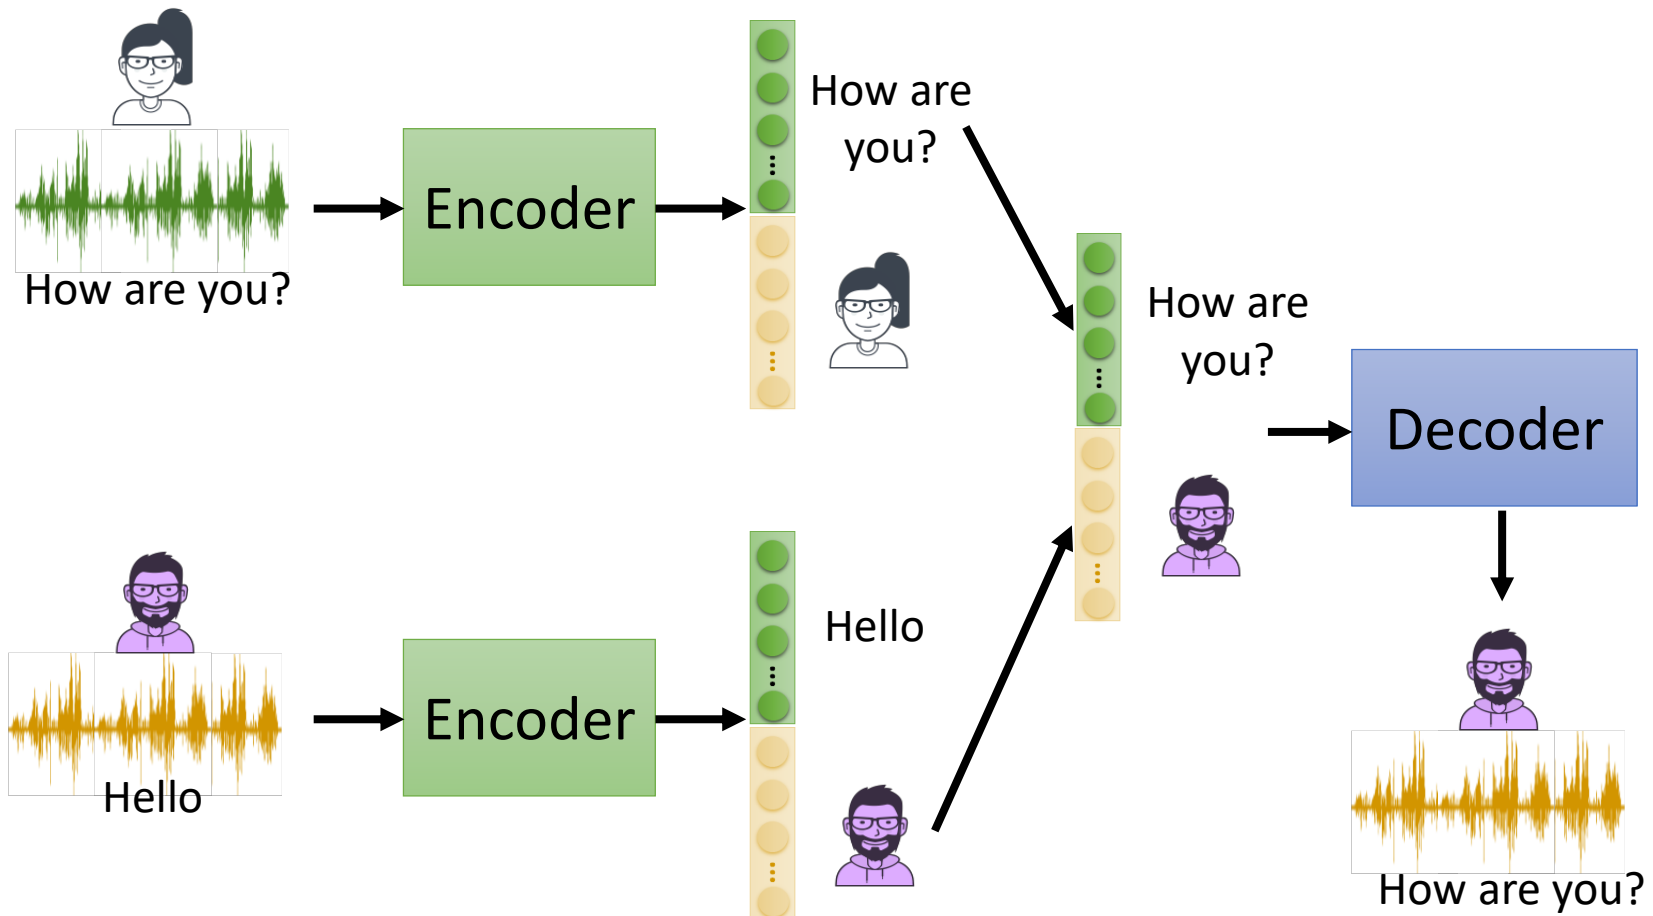 How are
you?
Encoder
How are you?
How are
you?
Decoder
Hello
Encoder
Hello
How are you?